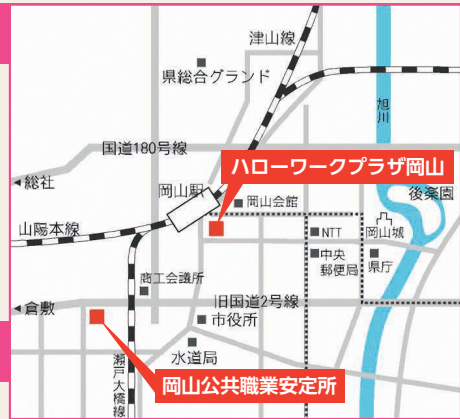 津山線
県総合グランド
旭川
国道180号線
ハローワークプラザ岡山
◄総社
岡山駅
岡山会館
後楽園
山陽本線
NTT
岡山城
中央
郵便局
県庁
商工会議所
◄倉敷
旧国道2号線
市役所
水道局
瀬戸大橋線
岡山公共職業安定所